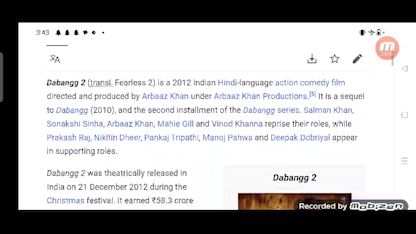 3:43
Dabangg 2 (transl. Fearless 2) is a 2012 Indian Hindi-language action comedy film
directed and produced by Arbaaz Khan under Arbaaz Khan Productions.[5] It is a sequel
to Dabangg (2010), and the second installment of the Dabangg series. Salman Khan,
Sonakshi Sinha, Arbaaz Khan, Mahie Gill and Vinod Khanna reprise their roles, while
Prakash Raj, Nikitin Dheer, Pankaj Tripathi, Manoj Pahwa and Deepak Dobriyal appear
in supporting roles.
Dabangg 2 was theatrically released in
India on 21 December 2012 during the
Christmas festival. It earned ₹58.3 crore
Dabangg 2
Recorded by Mobizen